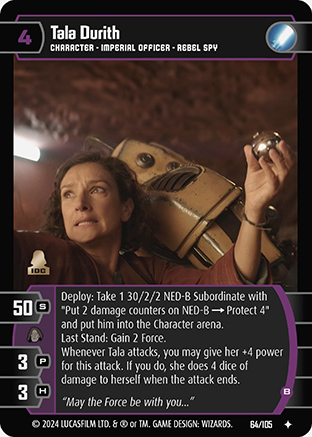 4
Tala Durith
CHARACTER - IMPERIAL OFFICER - REBEL SPY
IDC
50 S
3 P
3 H
Deploy: Take 1 30/2/2 NED-B Subordinate with
"Put 2 damage counters on NED-B → Protect 4"
and put him into the Character arena.
Last Stand: Gain 2 Force.
Whenever Tala attacks, you may give her +4 power
for this attack. If you do, she does 4 dice of
damage to herself when the attack ends.
"May the Force be with you..."
B
© 2024 LUCASFILM LTD. & ® or TM. GAME DESIGN: WIZARDS.
64/105